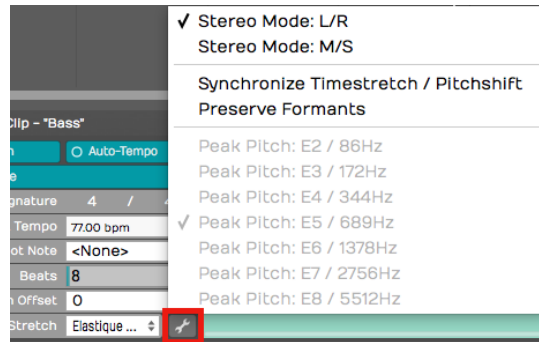 ✓ Stereo Mode: L/R
Stereo Mode: M/S
Synchronize Timestretch / Pitchshift
Preserve Formants
Clip - "Bass"
Auto-Tempo
Peak Pitch: E2 / 86Hz
Peak Pitch: E3 / 172Hz
gnature 4 /
Peak Pitch: E4 / 344Hz
Tempo 77.00 bpm
✓ Peak Pitch: E5 / 689Hz
ot Note <None>
Peak Pitch: E6 / 1378Hz
Beats 8
Peak Pitch: E7 / 2756Hz
Offset 0
Peak Pitch: E8 / 5512Hz
Stretch Elastique ...